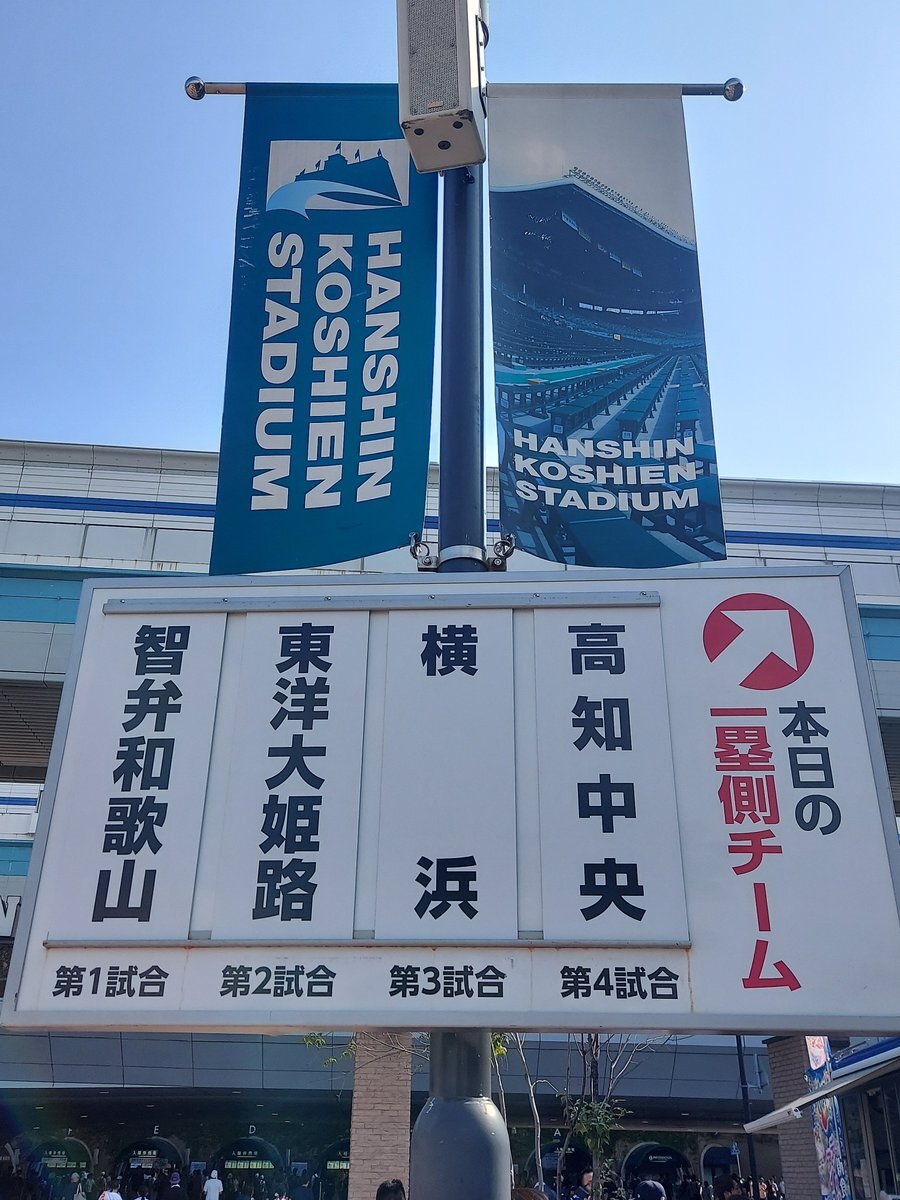 HANSHIN
KOSHIEN
STADIUM
HANSHIN
KOSHIEN
STADIUM
本日の
一塁側チーム
高知中央
横浜
東洋大姫路
智弁和歌山
第1試合
第2試合
第3試合
第4試合
E
D
A